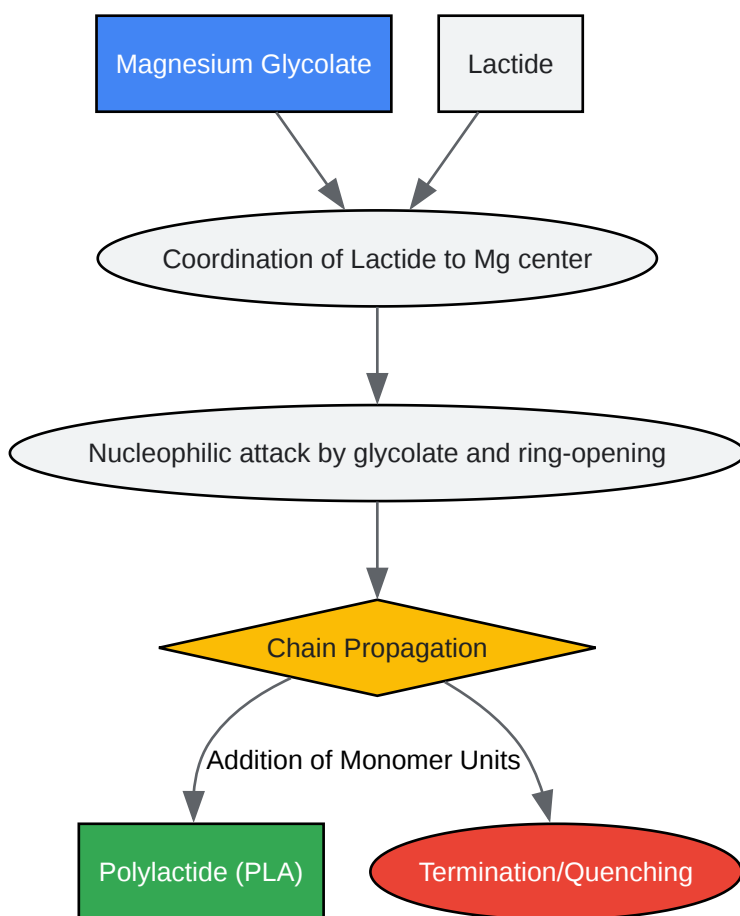 Magnesium Glycolate
Lactide
Coordination of Lactide to Mg center
Nucleophilic attack by glycolate and ring-opening
Chain Propagation
Addition of Monomer Units
Polylactide (PLA)
Termination/Quenching